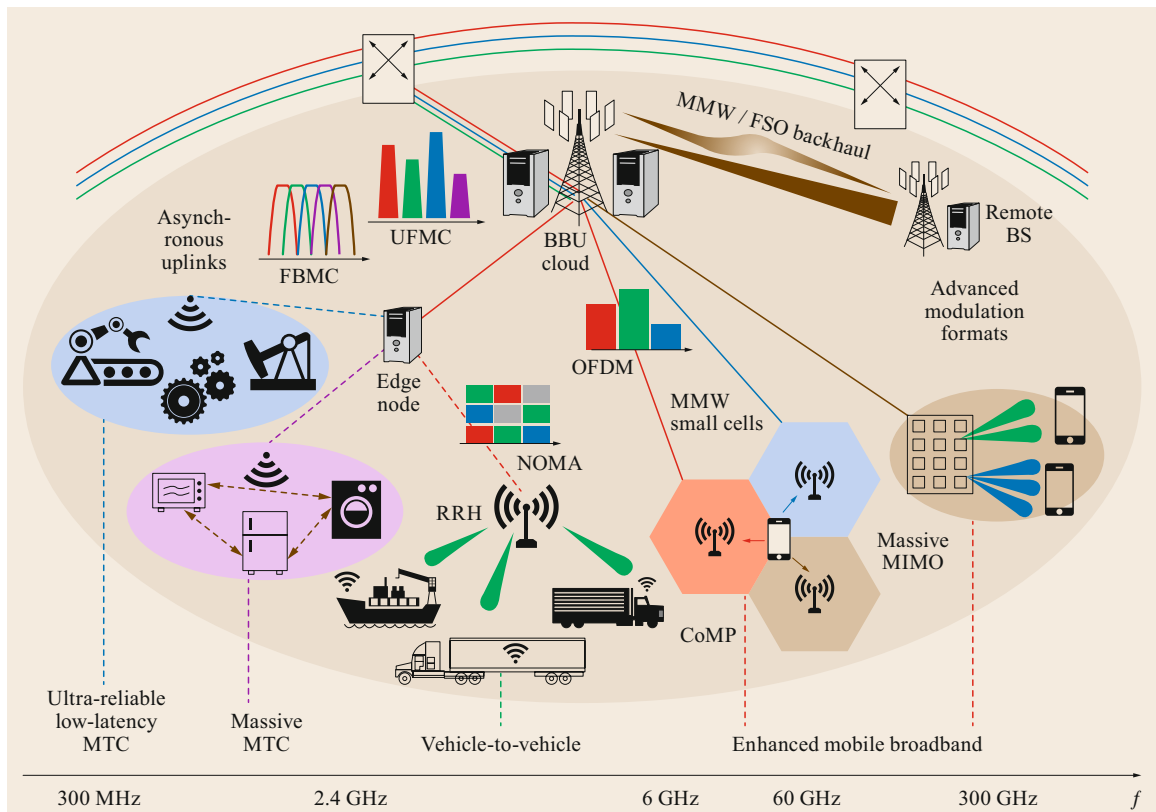 MMW / FSO backhaul
Asynch-
ronous
uplinks
FBMC
UFMC
BBU
cloud
Remote
BS
Advanced
modulation
formats
Edge
node
OFDM
NOMA
MMW
small cells
RRH
Massive
MIMO
CoMP
Ultra-reliable
low-latency
MTC
Massive
MTC
Vehicle-to-vehicle
Enhanced mobile broadband
300 MHz
2.4 GHz
6 GHz
60 GHz
300 GHz
f